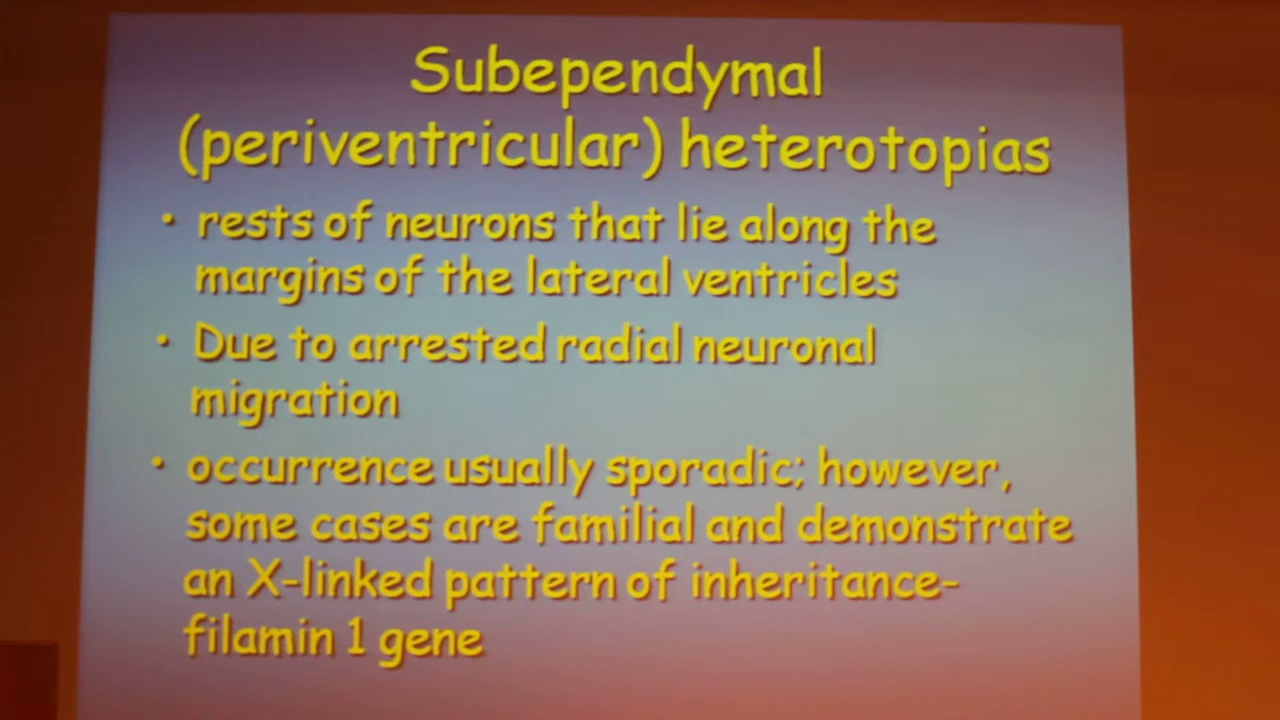 Subependymal
(periventricular) heterotopias
• rests of neurons that lie along the
margins of the lateral ventricles
• Due to arrested radial neuronal
migration
• occurrence usually sporadic; however,
some cases are familial and demonstrate
an X-linked pattern of inheritance-
filamin 1 gene